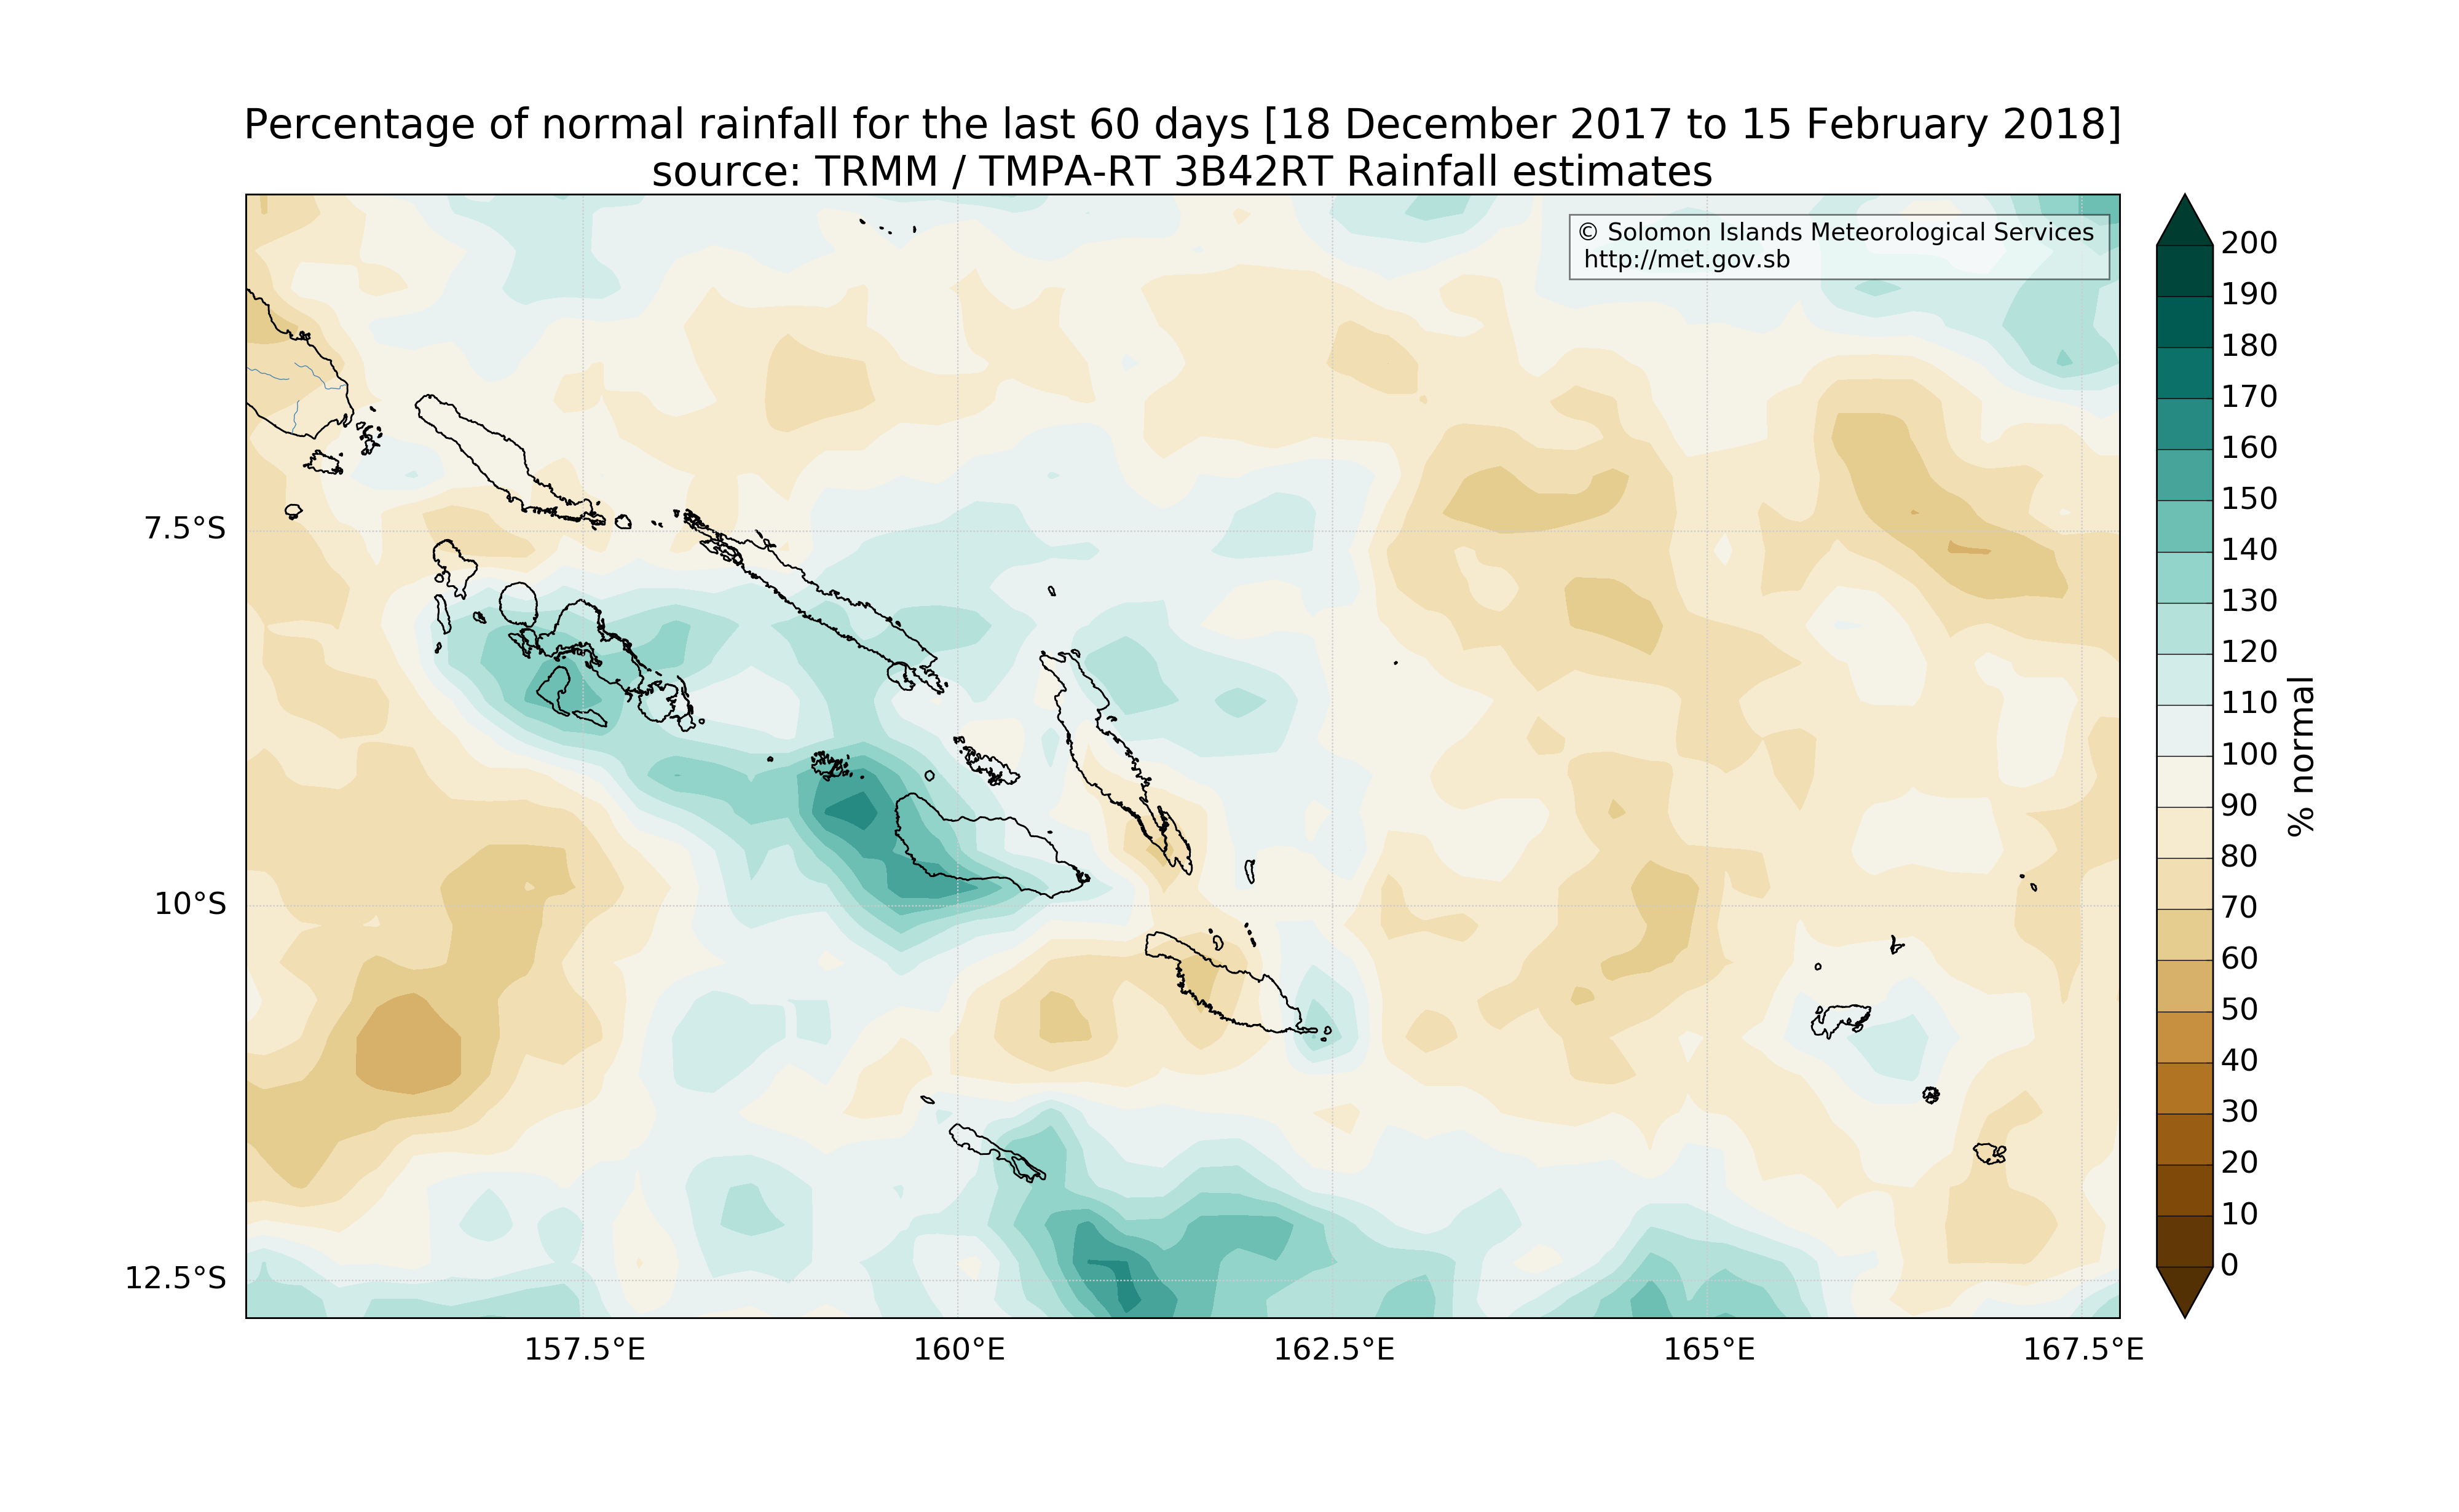 Percentage of normal rainfall for the last 60 days [18 December 2017 to 15 February 2018]
source: TRMM / TMPA-RT 3B42RT Rainfall estimates
© Solomon Islands Meteorological Services
http://met.gov.sb
7.5°S
10°S
12.5°S
157.5°E
160°E
162.5°E
165°E
167.5°E
200
190
180
170
160
150
140
130
120
110
100
90
80
70
60
50
40
30
20
10
0
% normal